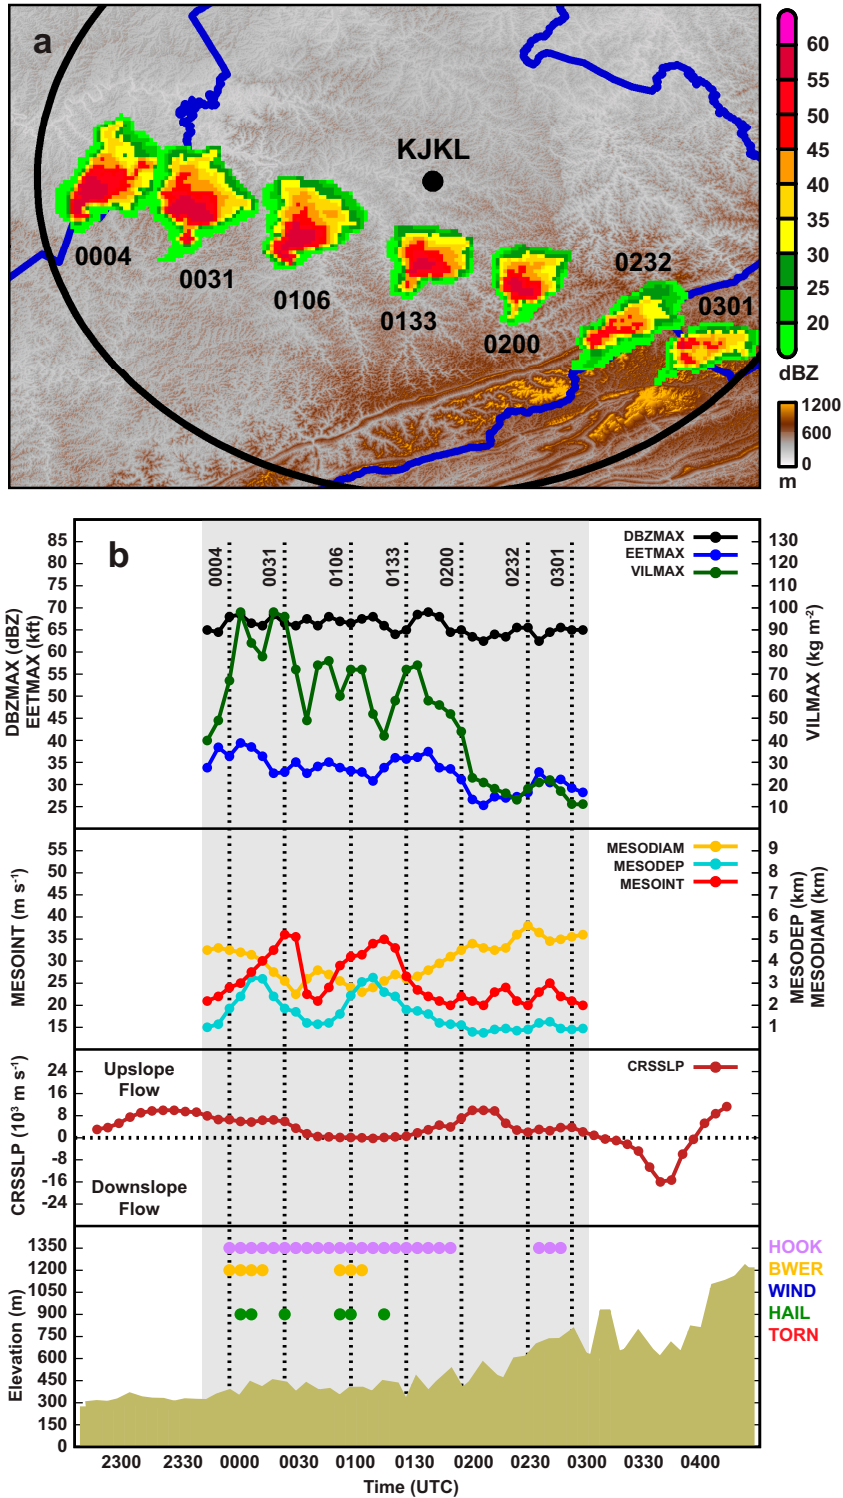 a
KJKL
0004
0031
0106
0133
0200
0232
0301
60
55
50
45
40
35
30
25
20
dBZ
1200
600
0
m
b
DBZMAX
EETMAX
VILMAX
0004
0031
0106
0133
0200
0232
0301
DBZMAX (dBZ)
EETMAX (kft)
85
80
75
70
65
60
55
50
45
40
35
30
25
130
120
110
100
90
80
70
60
50
40
30
20
10
VILMAX (kg m-2)
MESOINT (m s-1)
55
50
45
40
35
30
25
20
15
MESODIAM
MESODEP
MESOINT
9
8
7
6
5
4
3
2
1
MESODEP (km)
MESODIAM (km)
CRSSLP (10³ m s-1)
24
16
8
0
-8
-16
-24
Upslope
Flow
CRSSLP
Downslope
Flow
Elevation (m)
1350
1200
1050
900
750
600
450
300
150
0
HOOK
BWER
WIND
HAIL
TORN
2300 2330 0000 0030 0100 0130 0200 0230 0300 0330 0400
Time (UTC)